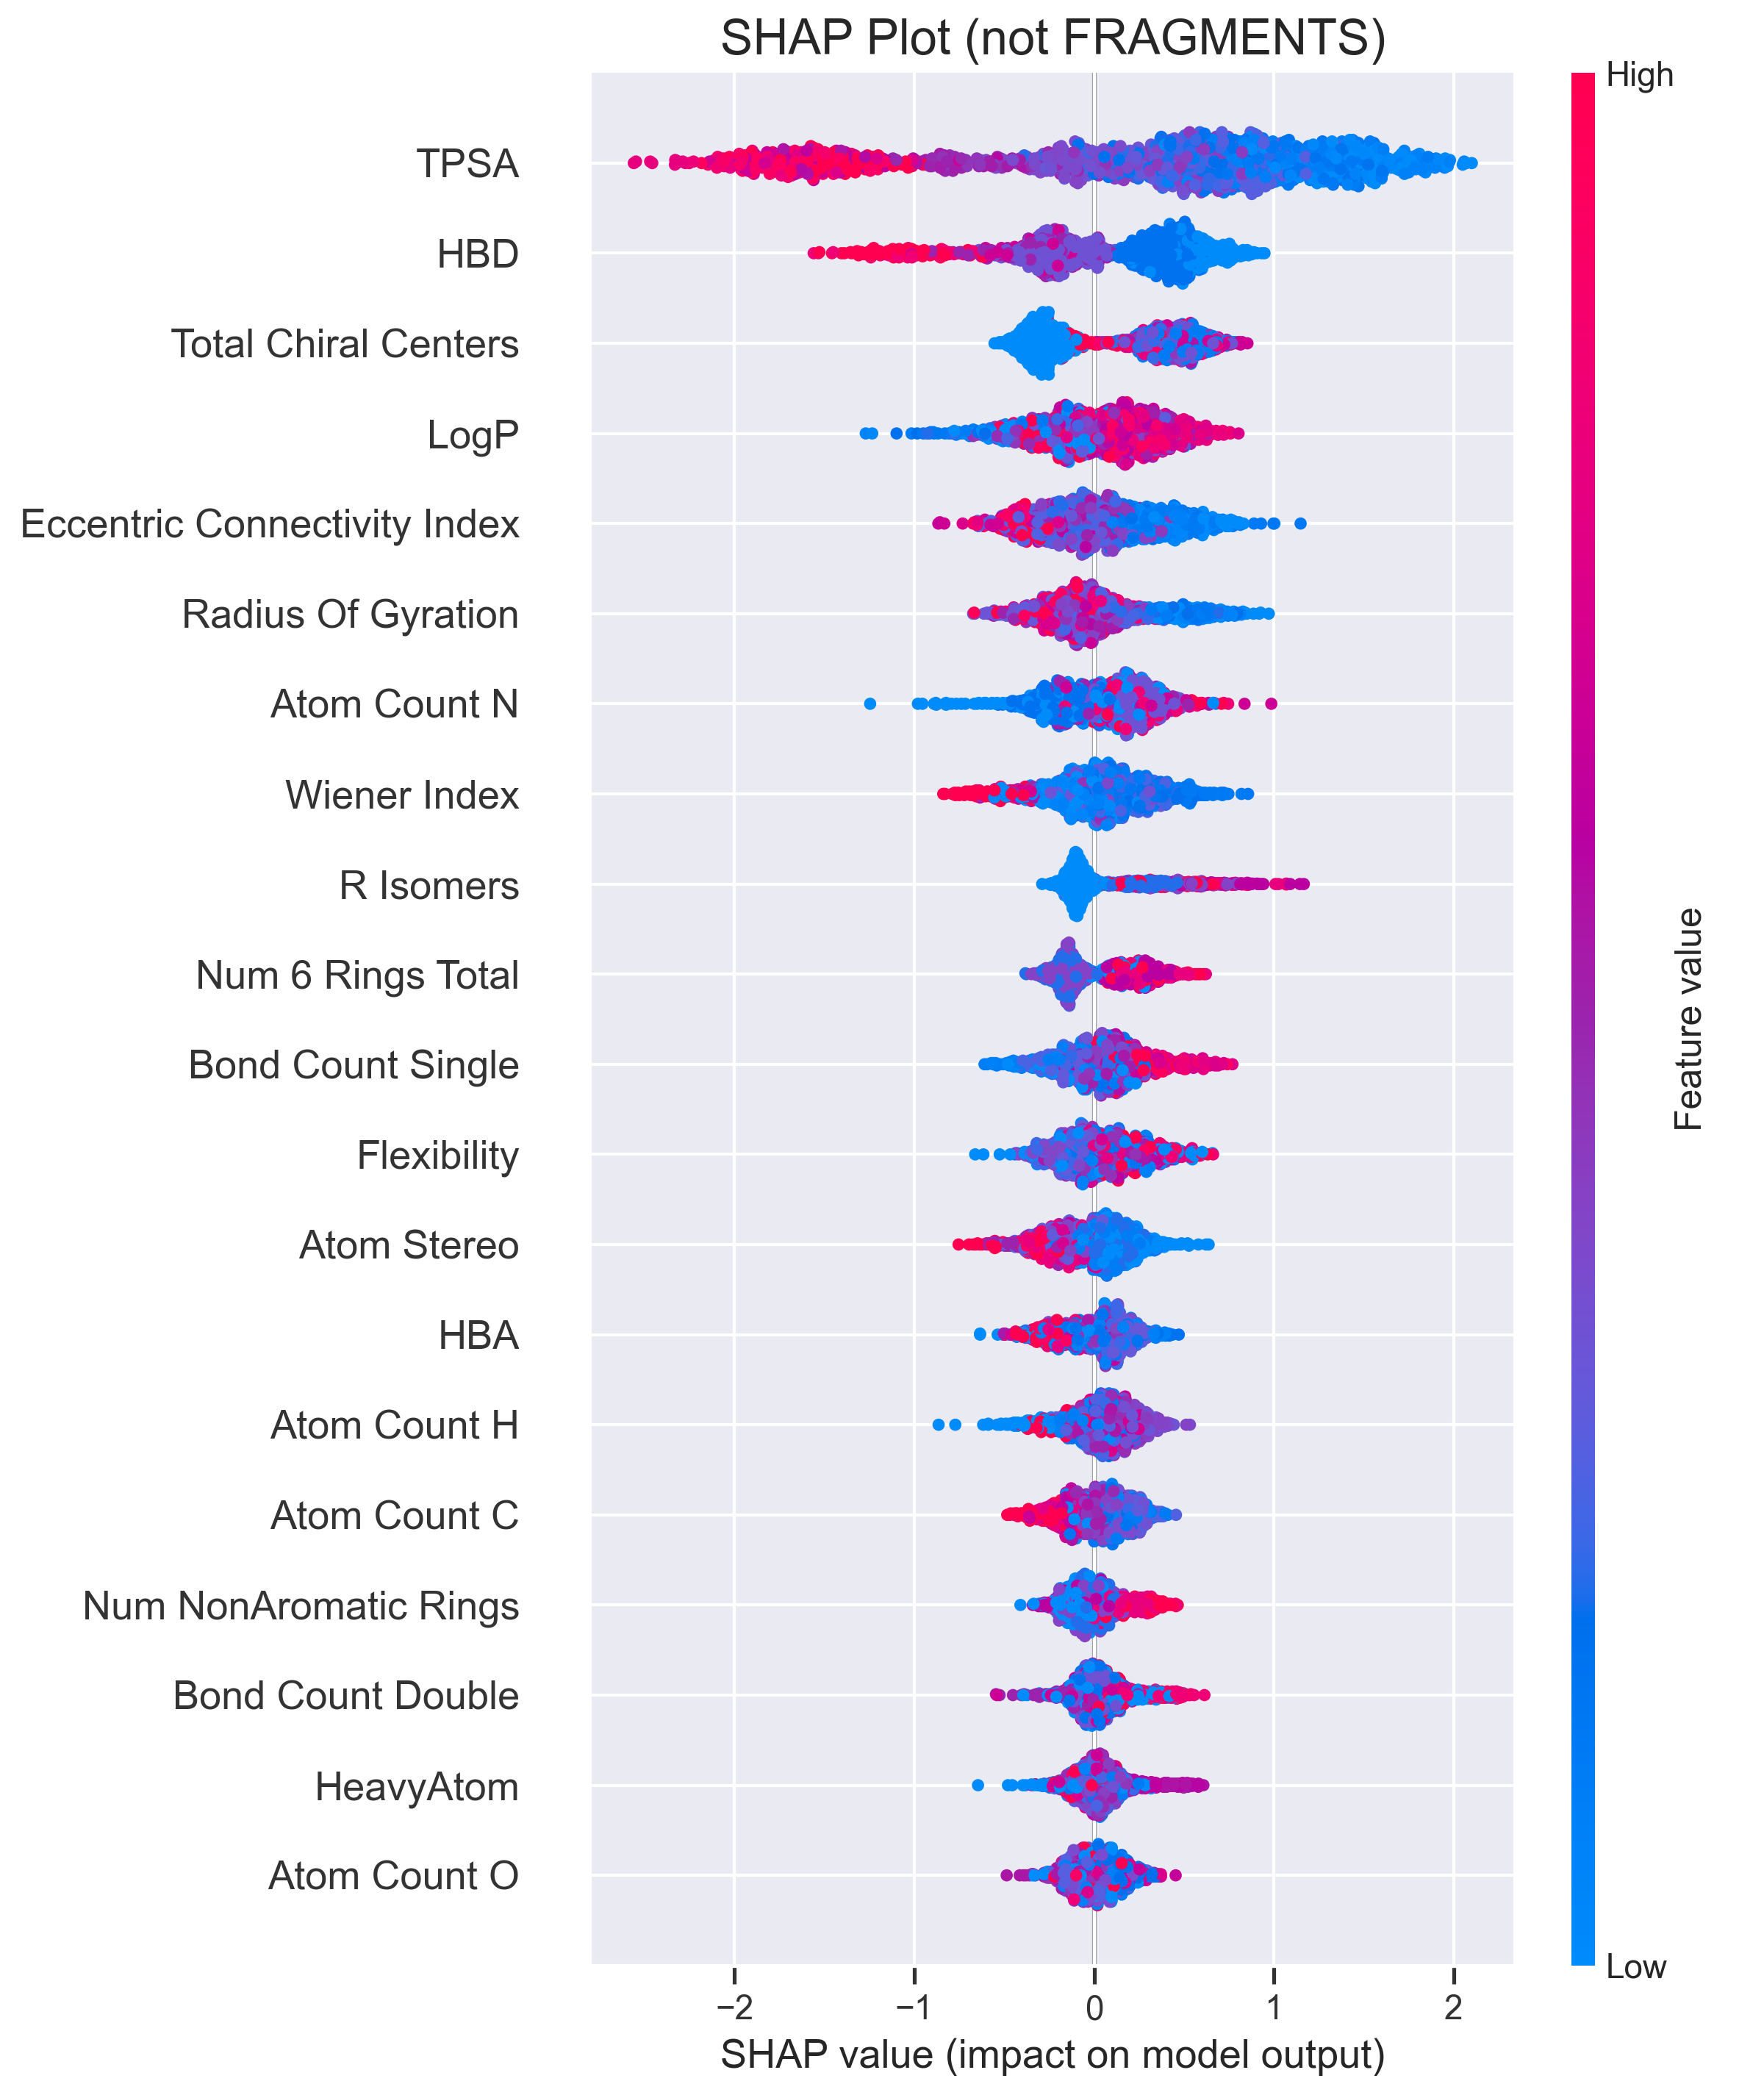 SHAP Plot (not FRAGMENTS)
High
TPSA
HBD
Total Chiral Centers
LogP
Eccentric Connectivity Index
Radius Of Gyration
Atom Count N
Wiener Index
R Isomers
Num 6 Rings Total
Bond Count Single
Flexibility
Atom Stereo
HBA
Atom Count H
Atom Count C
Num NonAromatic Rings
Bond Count Double
HeavyAtom
Atom Count O
Feature value
Low
−2 −1 0 1 2
SHAP value (impact on model output)